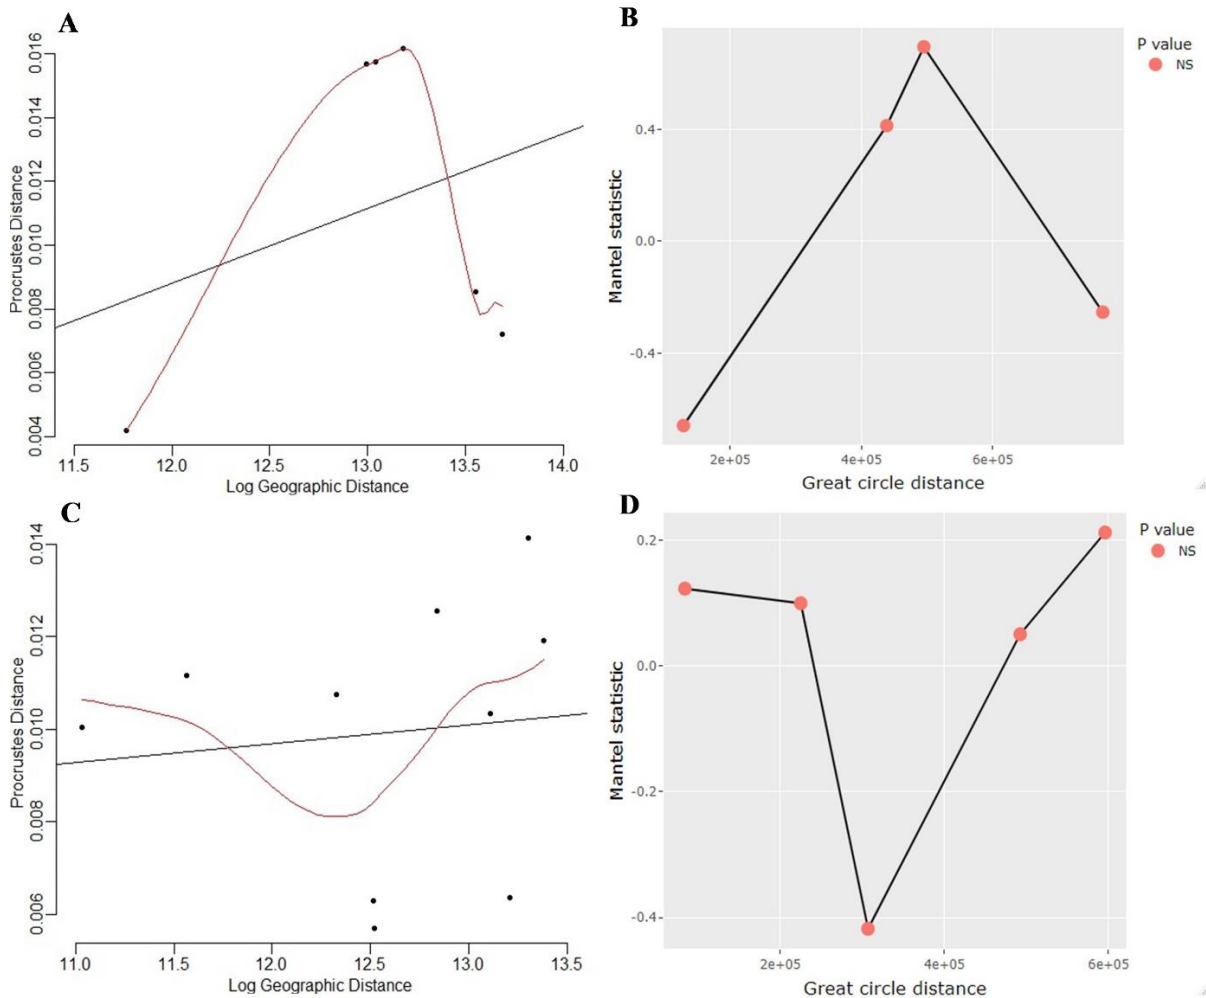 A
Procrustes Distance
0.016
0.014
0.012
0.010
0.008
0.006
0.004
11.5 12.0 12.5 13.0 13.5 14.0
Log Geographic Distance
B
Mantel statistic
0.4
0.0
-0.4
2e+05 4e+05 6e+05
Great circle distance
P value
NS
C
Procrustes Distance
0.014
0.012
0.010
0.008
0.006
11.0 11.5 12.0 12.5 13.0 13.5
Log Geographic Distance
D
Mantel statistic
0.2
0.0
-0.2
-0.4
2e+05 4e+05 6e+05
Great circle distance
P value
NS